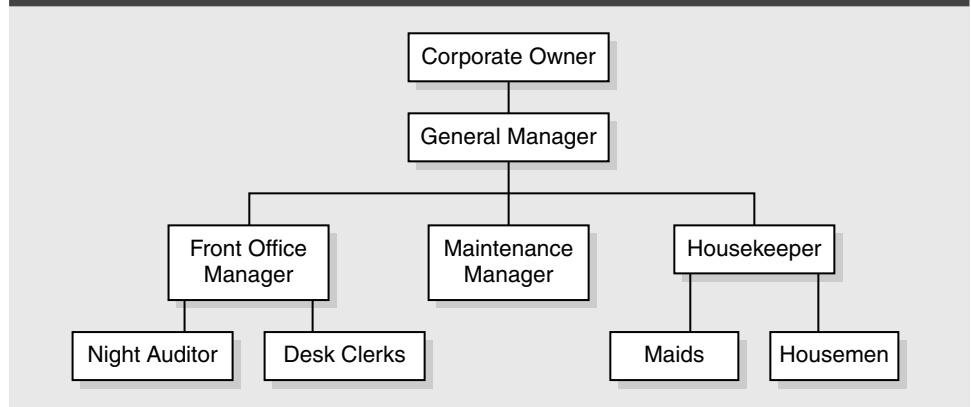 Corporate Owner
General Manager
Front Office
Manager
Maintenance
Manager
Housekeeper
Night Auditor
Desk Clerks
Maids
Housemen